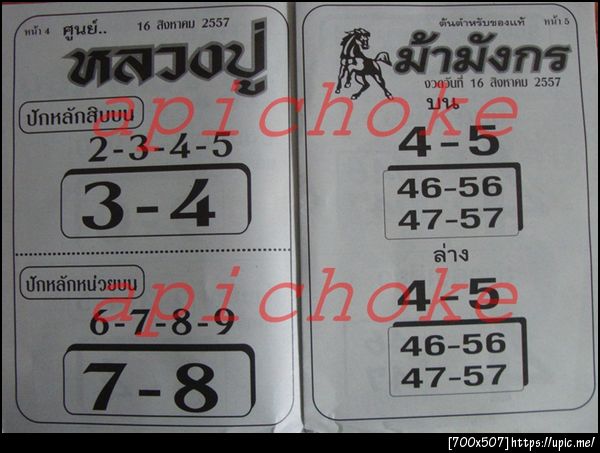 หน้า 4 ศูนย์.. 16 สิงหาคม 2557
หลวงปู่
ปักหลักสิบบน
2-3-4-5
3-4
ปักหลักหน่วยบน
6-7-8-9
7-8
ต้นตำหรับของแท้ หน้า 5
ม้ามังกร
งวดวันที่ 16 สิงหาคม 2557
บน
4-5
46-56
47-57
ล่าง
4-5
46-56
47-57
apichoke
apichoke
[700x507]https://upic.me/